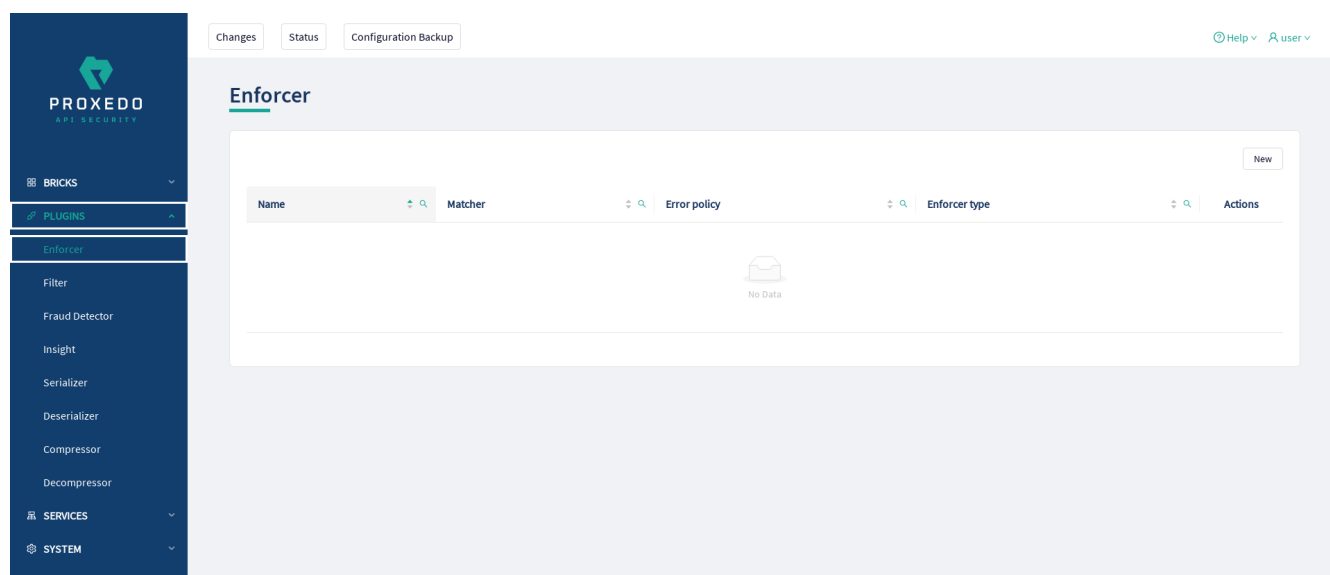 Changes Status Configuration Backup Help user
PROXEDO
API SECURITY
BRICKS
PLUGINS
Enforcer
Filter
Fraud Detector
Insight
Serializer
Deserializer
Compressor
Decompressor
SERVICES
SYSTEM
Enforcer
New
Name Matcher Error policy Enforcer type Actions
No Data